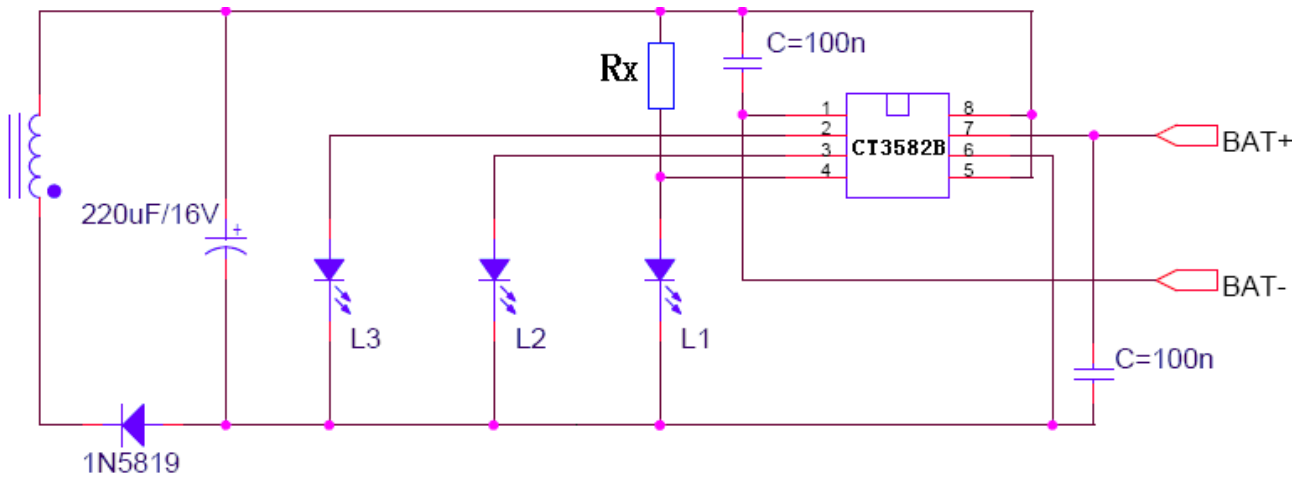 C=100n
Rx
1
8
2
7
CT3582B
BAT+
3
6
4
5
220uF/16V
+
BAT-
L3
L2
L1
C=100n
1N5819